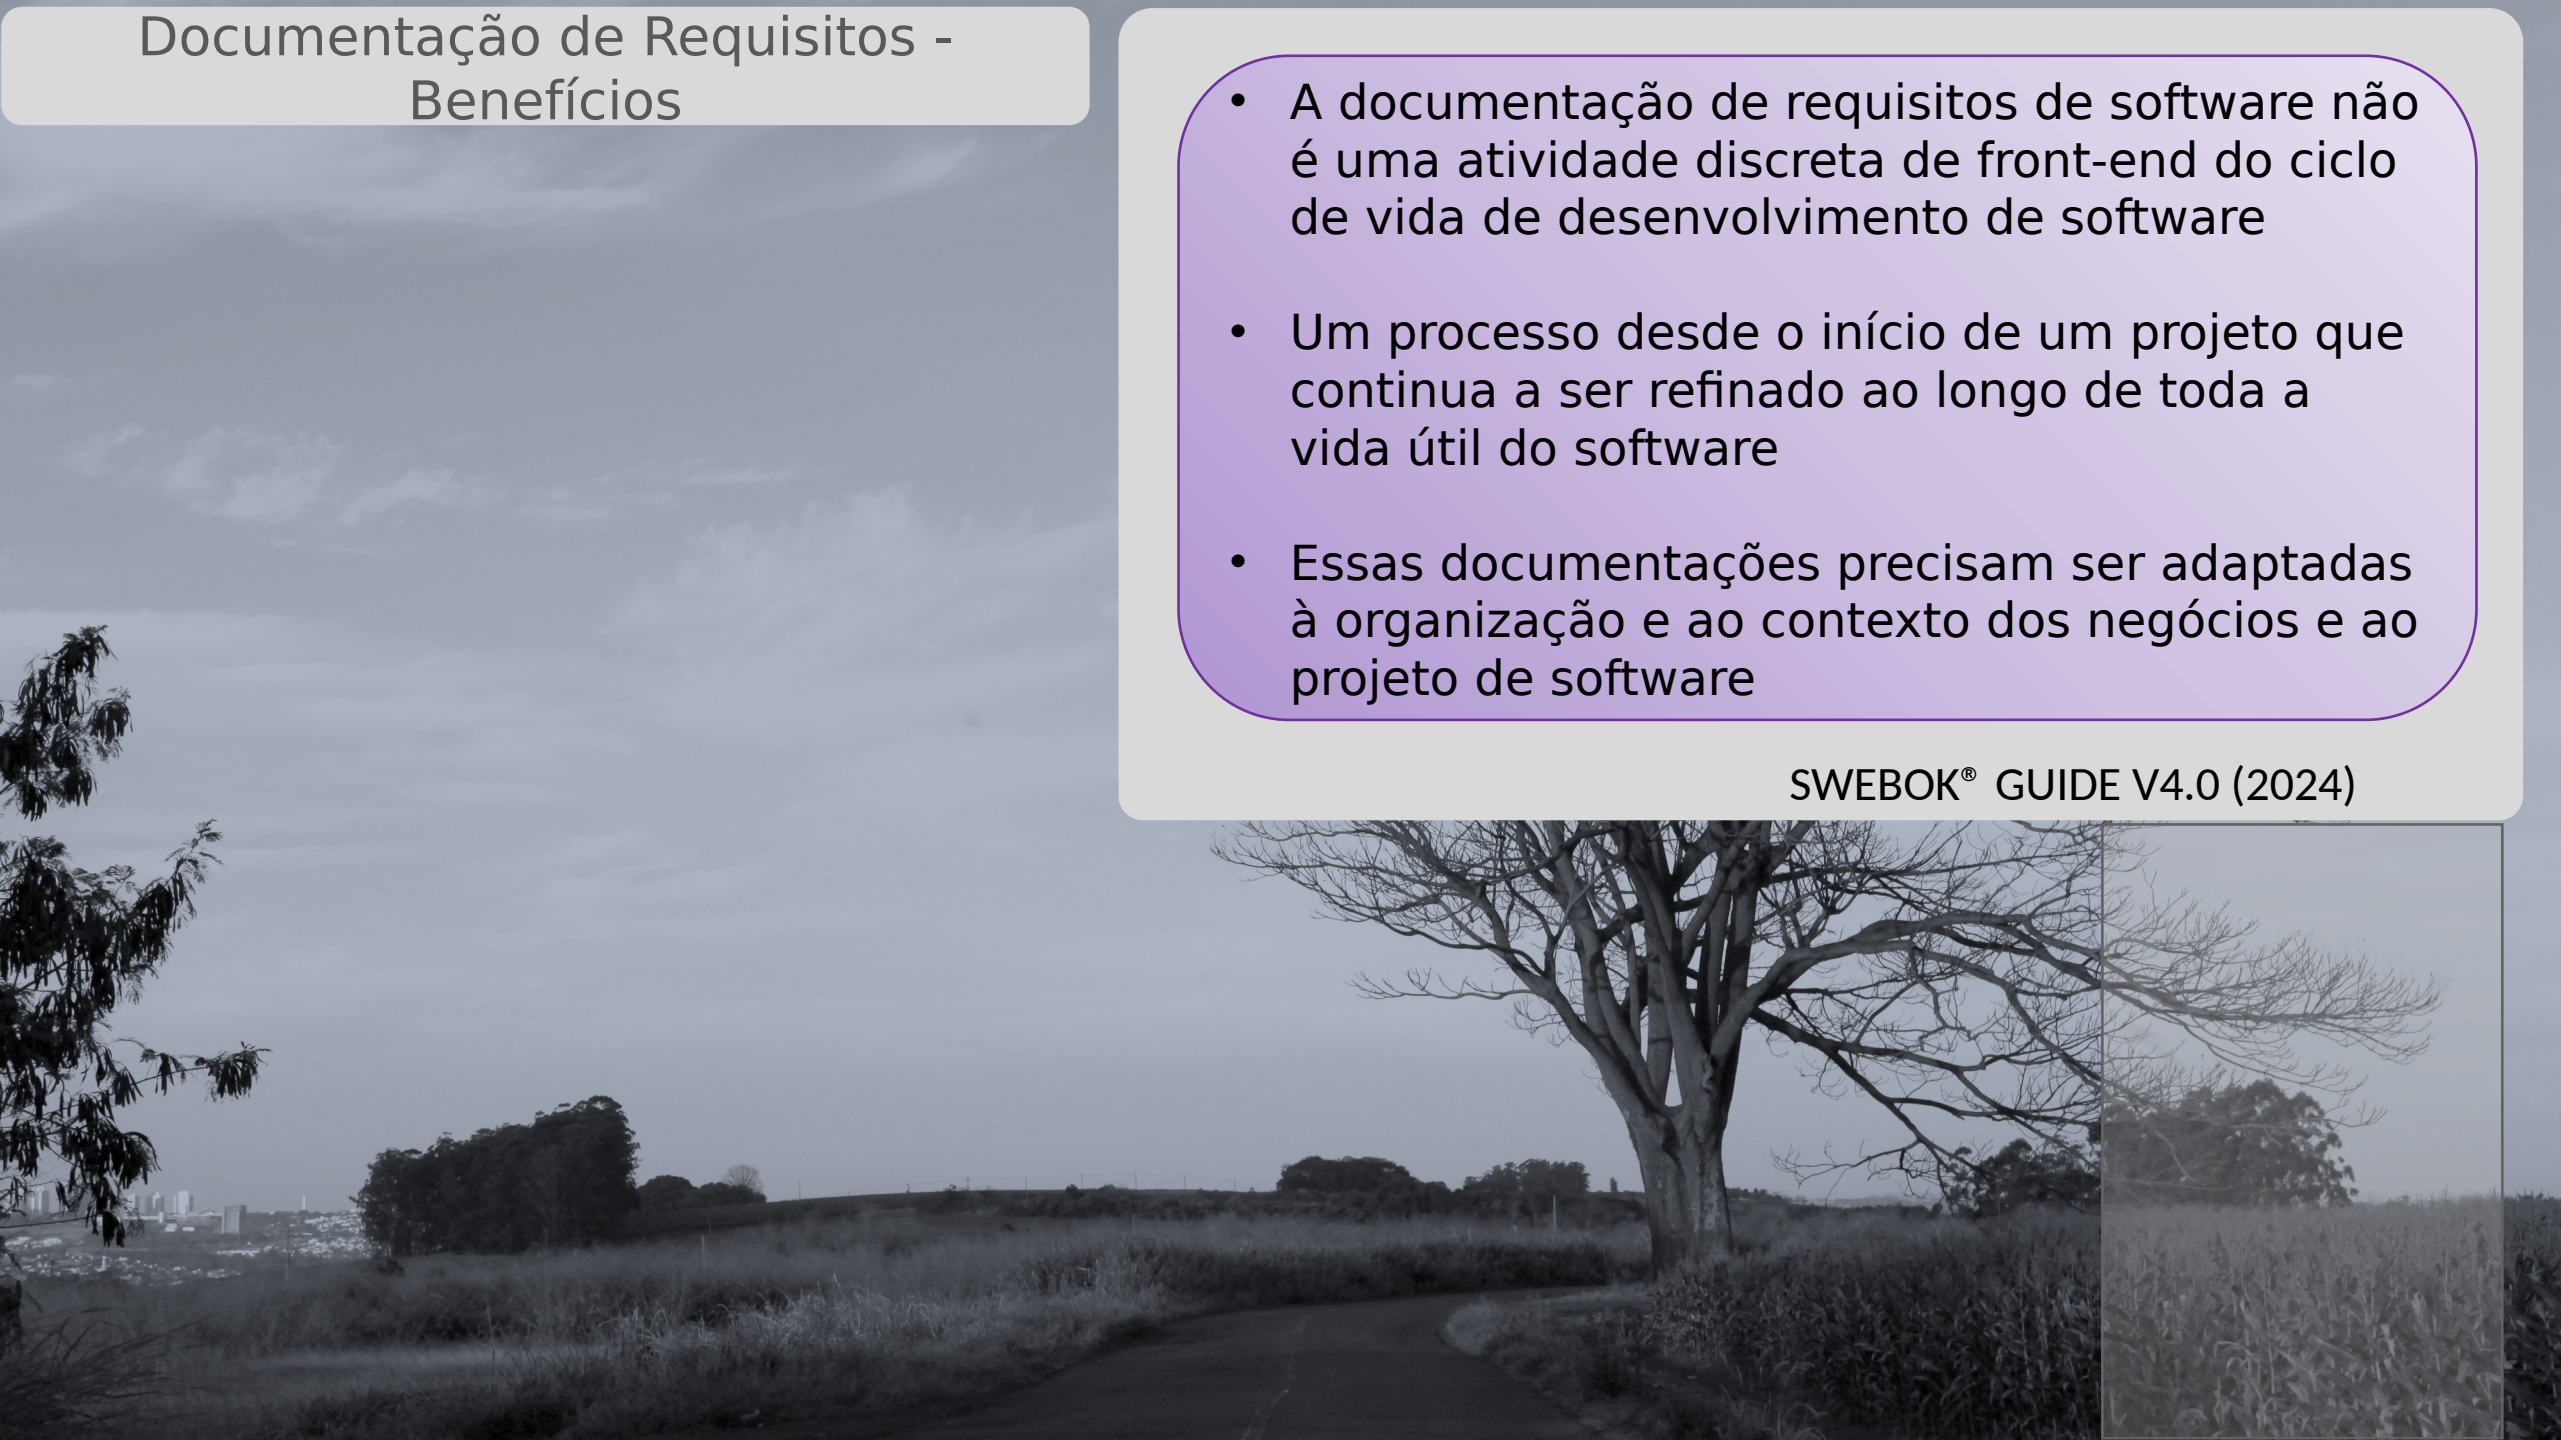 Documentação de Requisitos -
Benefícios
• A documentação de requisitos de software não
é uma atividade discreta de front-end do ciclo
de vida de desenvolvimento de software
• Um processo desde o início de um projeto que
continua a ser refinado ao longo de toda a
vida útil do software
• Essas documentações precisam ser adaptadas
à organização e ao contexto dos negócios e ao
projeto de software
SWEBOK® GUIDE V4.0 (2024)